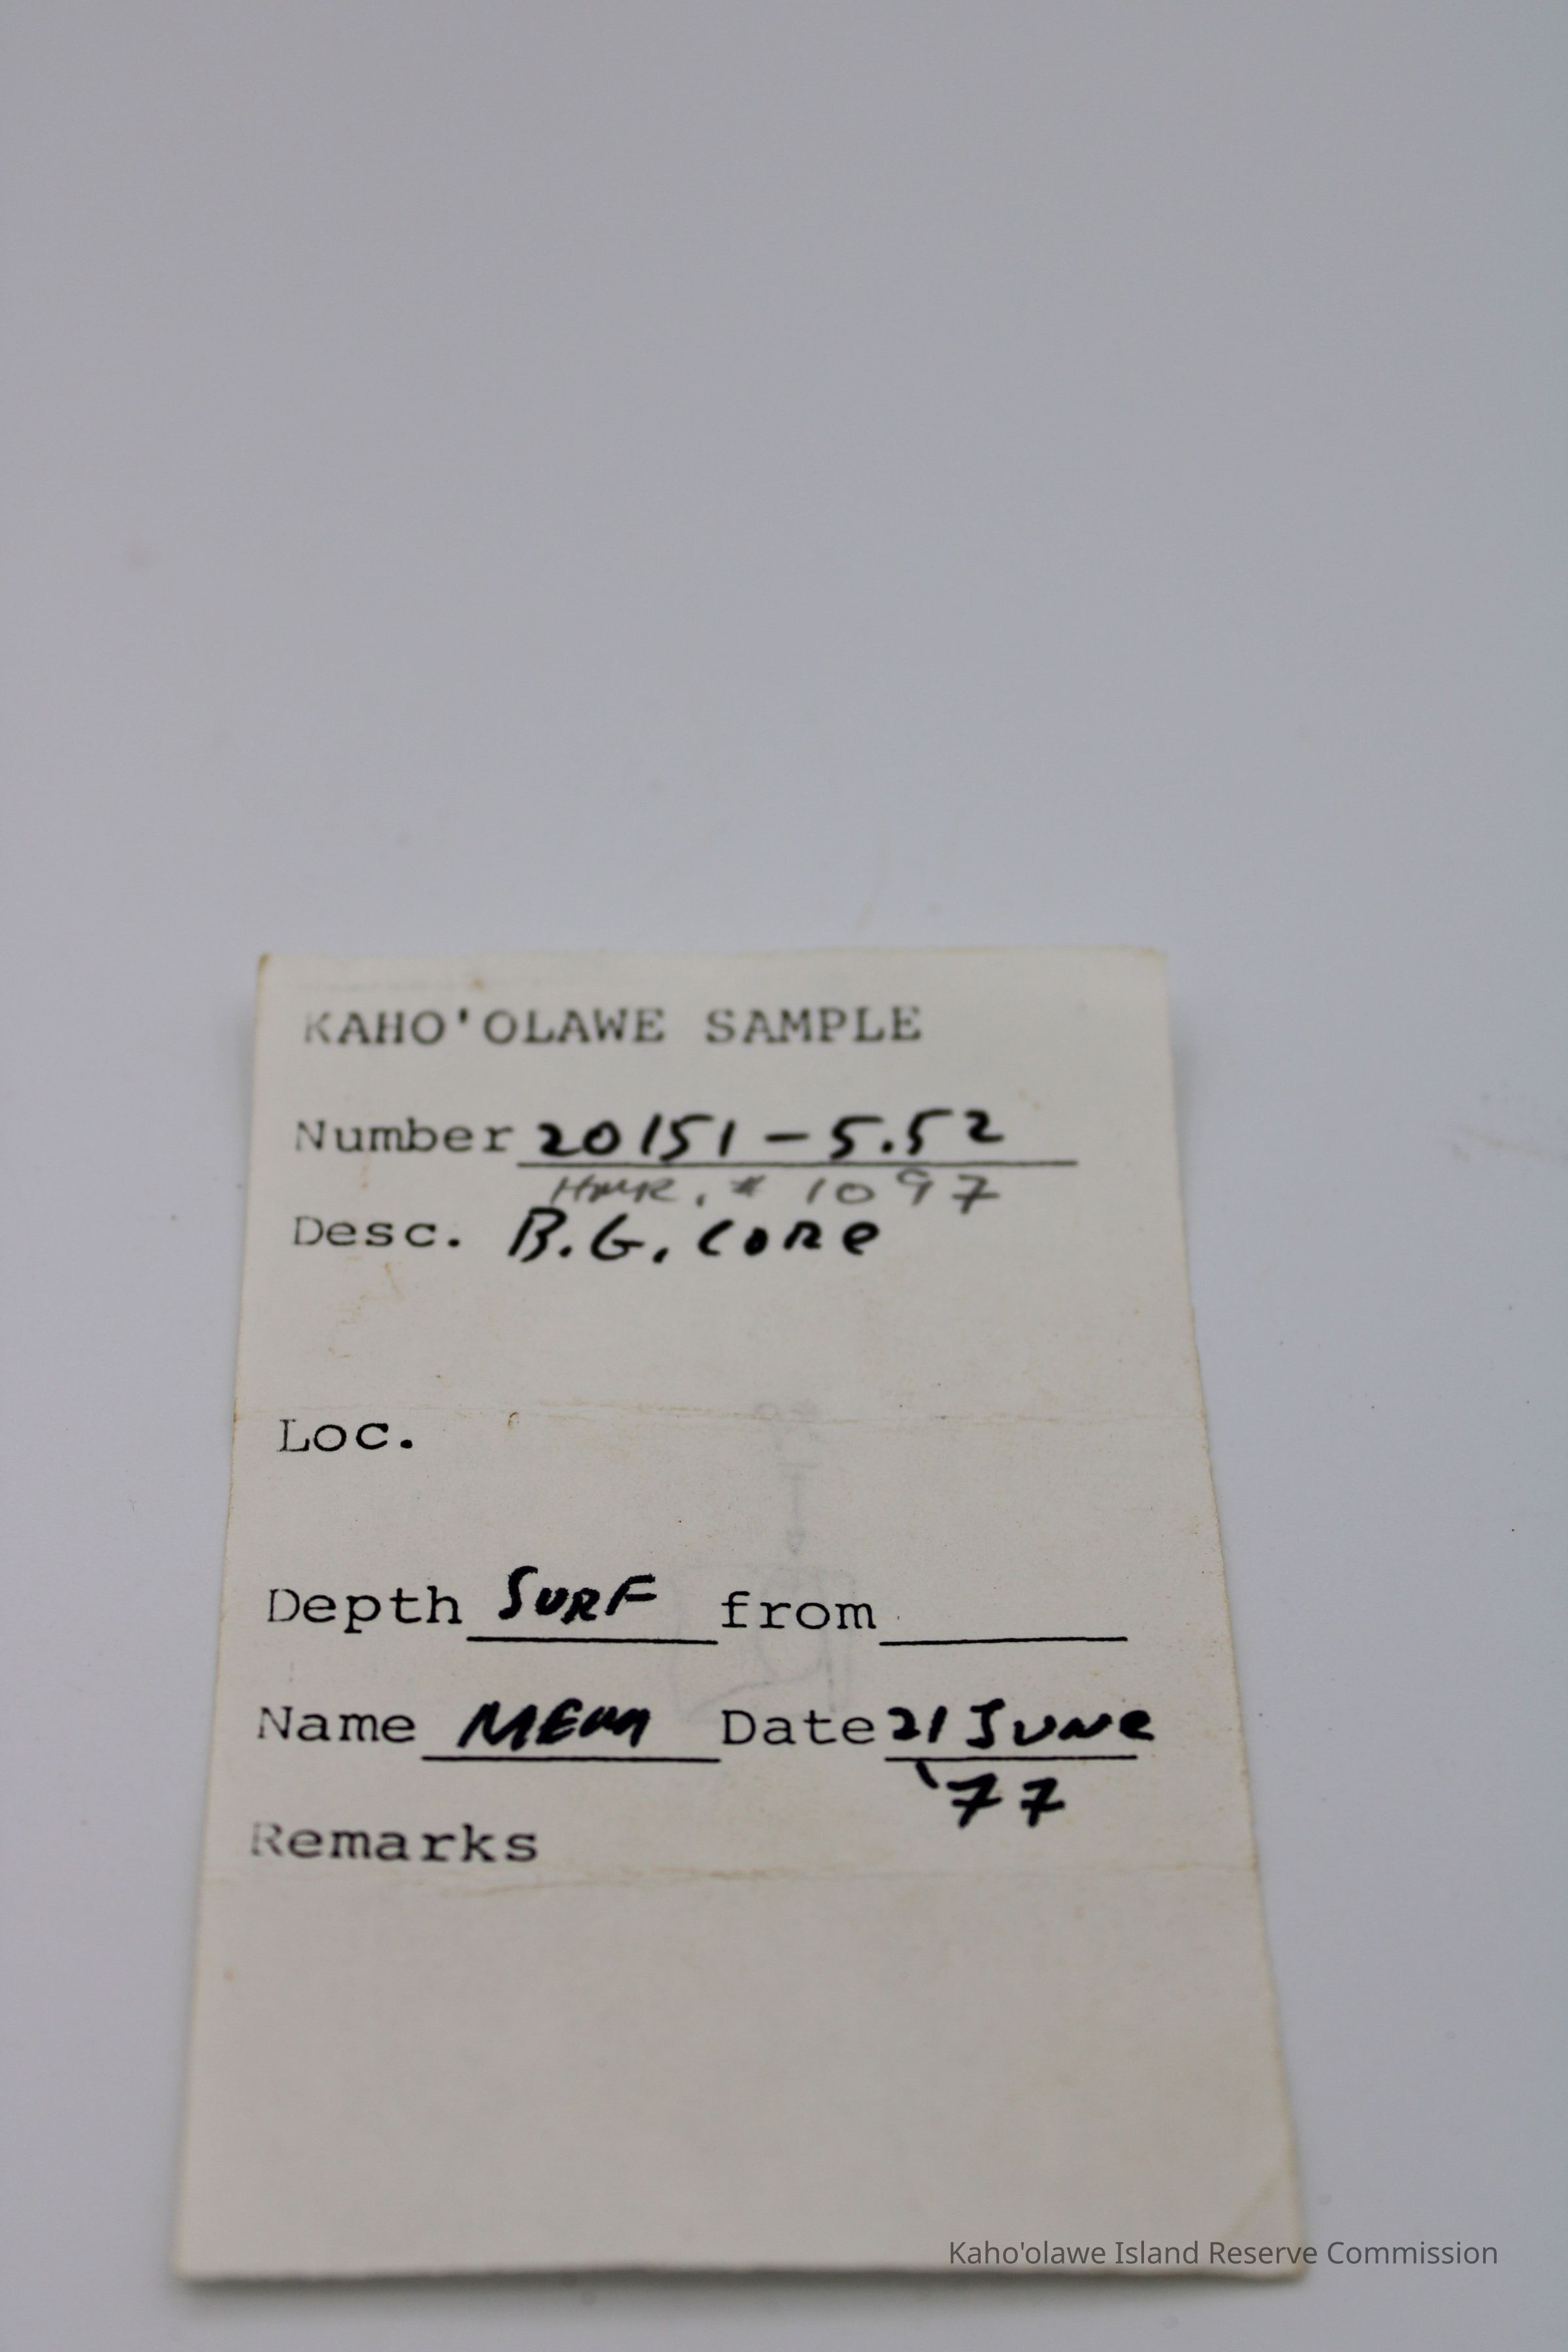 KAHO'OLAWE SAMPLE
Number 20151-5.52
# 1097
Desc. B.G. CORE
Loc.
Depth SURF from
Name MEM Date 21 JUNE
'77
Remarks
Kaho'olawe Island Reserve Commission